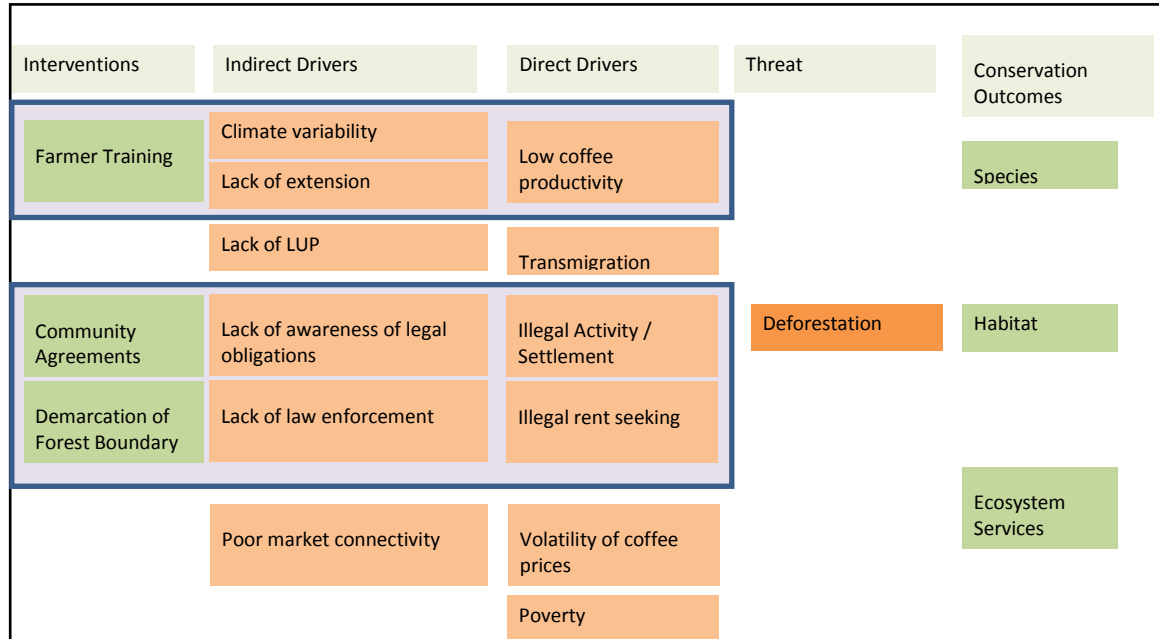 Interventions
Indirect Drivers
Direct Drivers
Threat
Conservation
Outcomes
Farmer Training
Climate variability
Lack of extension
Low coffee
productivity
Species
Lack of LUP
Transmigration
Community
Agreements
Lack of awareness of legal
obligations
Illegal Activity /
Settlement
Deforestation
Habitat
Demarcation of
Forest Boundary
Lack of law enforcement
Illegal rent seeking
Ecosystem
Services
Poor market connectivity
Volatility of coffee
prices
Poverty